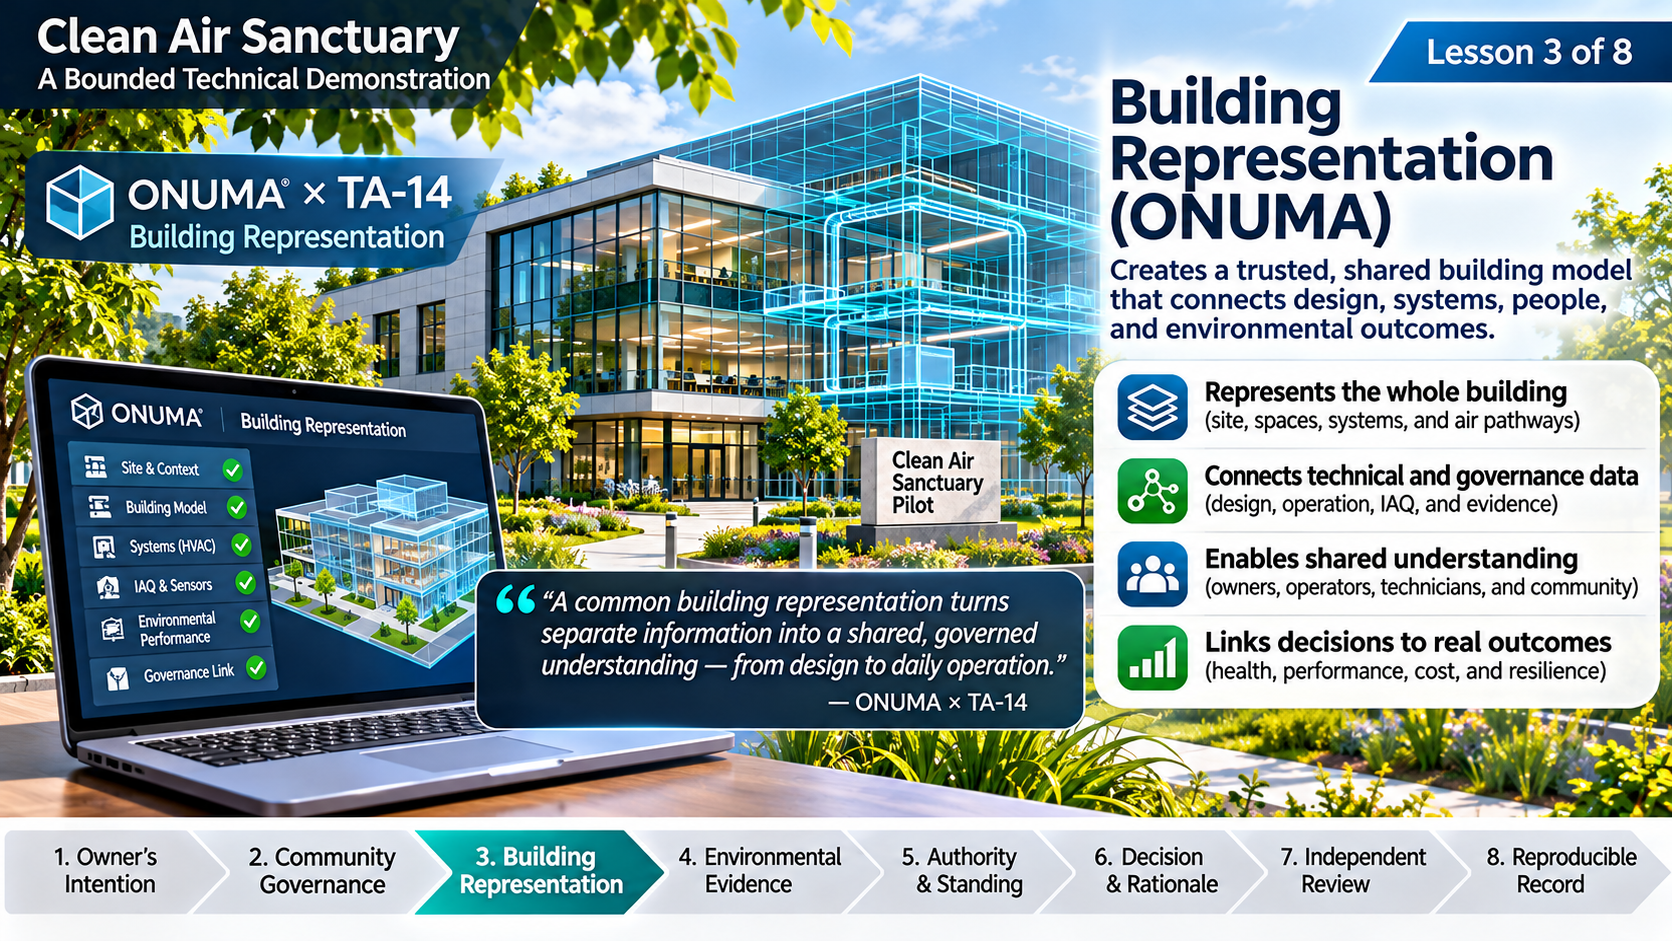 Clean Air Sanctuary
A Bounded Technical Demonstration
Lesson 3 of 8
ONUMA® × TA-14
Building Representation
Building
Representation
(ONUMA)
Creates a trusted, shared building model
that connects design, systems, people,
and environmental outcomes.
Represents the whole building
(site, spaces, systems, and air pathways)
Connects technical and governance data
(design, operation, IAQ, and evidence)
Enables shared understanding
(owners, operators, technicians, and community)
Links decisions to real outcomes
(health, performance, cost, and resilience)
ONUMA® | Building Representation
Site & Context
Building Model
Systems (HVAC)
IAQ & Sensors
Environmental
Performance
Governance Link
Clean Air
Sanctuary
Pilot
“A common building representation turns
separate information into a shared, governed
understanding — from design to daily operation.”
— ONUMA × TA-14
1. Owner's
Intention
2. Community
Governance
3. Building
Representation
4. Environmental
Evidence
5. Authority
& Standing
6. Decision
& Rationale
7. Independent
Review
8. Reproducible
Record